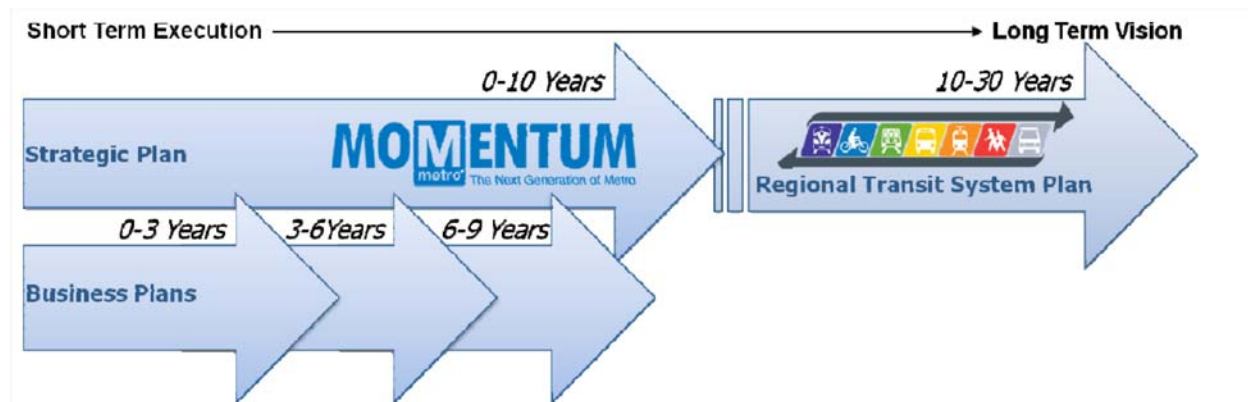 Short Term Execution
Long Term Vision
0-10 Years
10-30 Years
Strategic Plan
MOMENTUM
metro
The Next Generation of Metro
Regional Transit System Plan
0-3 Years
3-6Years
6-9 Years
Business Plans